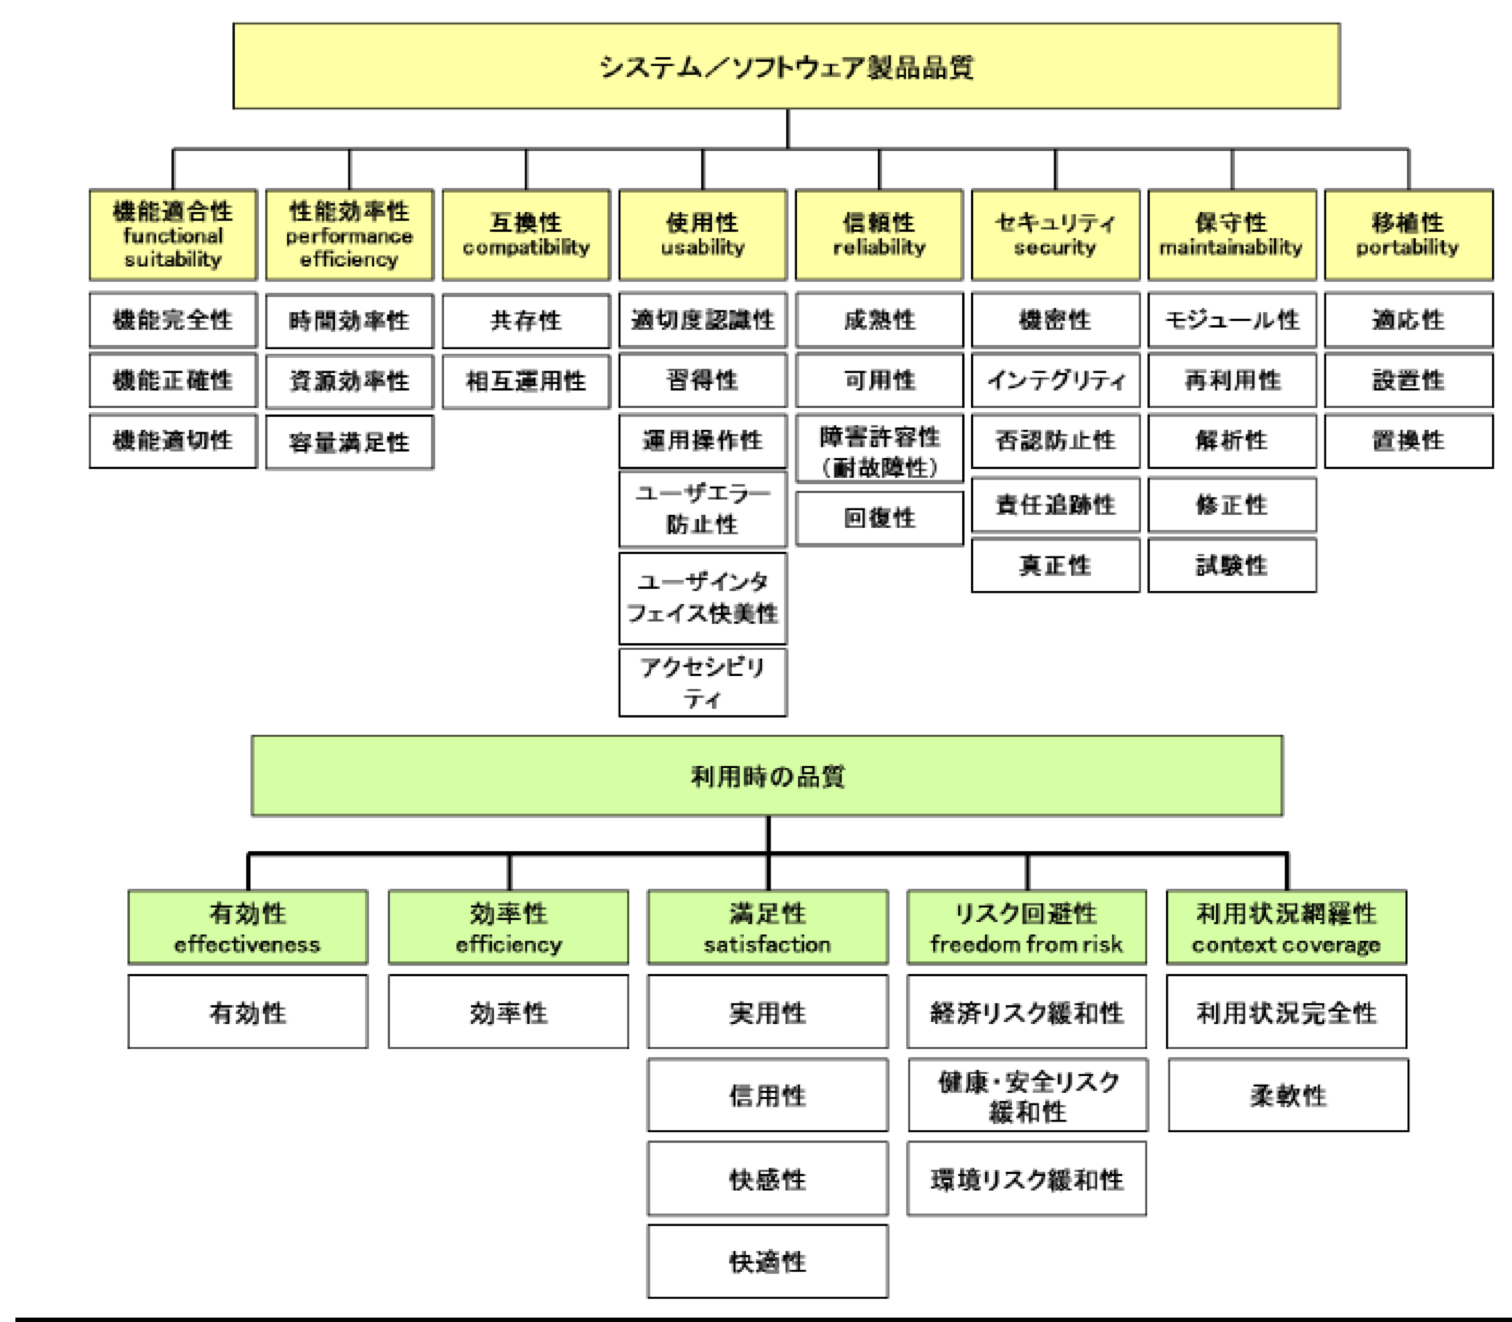 システム／ソフトウェア製品品質
機能適合性
functional
suitability
性能効率性
performance
efficiency
互換性
compatibility
使用性
usability
信頼性
reliability
セキュリティ
security
保守性
maintainability
移植性
portability
機能完全性
機能正確性
機能適切性
時間効率性
資源効率性
容量満足性
共存性
相互運用性
適切度認識性
習得性
運用操作性
ユーザエラー
防止性
ユーザインタ
フェイス快美性
アクセシビリ
ティ
成熟性
可用性
障害許容性
（耐故障性）
回復性
機密性
インテグリティ
否認防止性
責任追跡性
真正性
モジュール性
再利用性
解析性
修正性
試験性
適応性
設置性
置換性
利用時の品質
有効性
effectiveness
効率性
efficiency
満足性
satisfaction
リスク回避性
freedom from risk
利用状況網羅性
context coverage
有効性
効率性
実用性
信用性
快感性
快適性
経済リスク緩和性
健康・安全リスク
緩和性
環境リスク緩和性
利用状況完全性
柔軟性